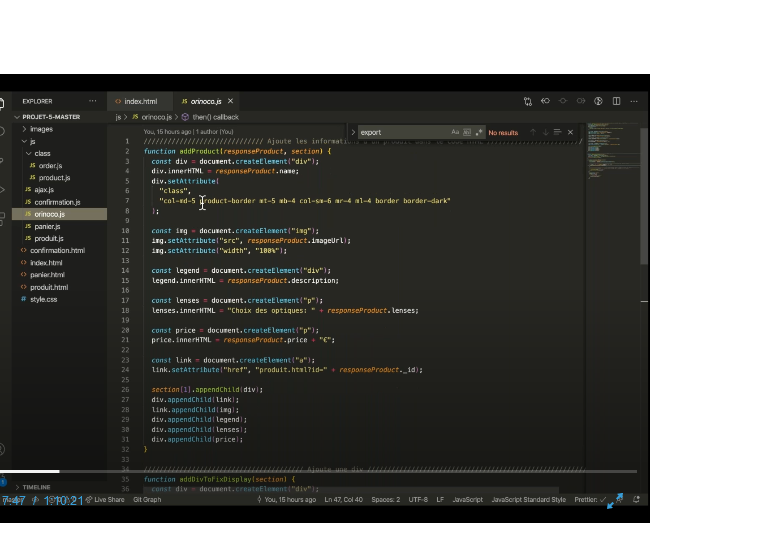 EXPLORER ···
index.html
JS orinoco.js ×
PROJET-5-MASTER
js > JS orinoco.js > then() callback
images
js
class
JS order.js
JS product.js
JS ajax.js
JS confirmation.js
JS orinoco.js
JS panier.js
JS produit.js
confirmation.html
index.html
panier.html
produit.html
# style.css
TIMELINE
export Aa No results
You, 15 hours ago | 1 author (You)
1 //////////////////////////// Ajoute les informations
2 function addProduct(responseProduct, section) {
3 const div = document.createElement("div");
4 div.innerHTML = responseProduct.name;
5 div.setAttribute(
6 "class",
7 "col-md-5 product-border mt-5 mb-4 col-sm-6 mr-4 ml-4 border border-dark"
8 );
9
10 const img = document.createElement("img");
11 img.setAttribute("src", responseProduct.imageUrl);
12 img.setAttribute("width", "100%");
13
14 const legend = document.createElement("div");
15 legend.innerHTML = responseProduct.description;
16
17 const lenses = document.createElement("p");
18 lenses.innerHTML = "Choix des optiques: " + responseProduct.lenses;
19
20 const price = document.createElement("p");
21 price.innerHTML = responseProduct.price + "€";
22
23 const link = document.createElement("a");
24 link.setAttribute("href", "produit.html?id=" + responseProduct._id);
25
26 section[1].appendChild(div);
27 div.appendChild(link);
28 link.appendChild(img);
29 div.appendChild(legend);
30 div.appendChild(lenses);
31 div.appendChild(price);
32 }
33
34 //////////////////////////////////// Ajoute une div ////////////////////////////////////
35 function addDivToFixDisplay(section) {
36 const div = document.createElement("div");
7:47 / 1:10:21
Live Share Git Graph You, 15 hours ago Ln 47, Col 40 Spaces: 2 UTF-8 LF JavaScript JavaScript Standard Style Prettier: ✓